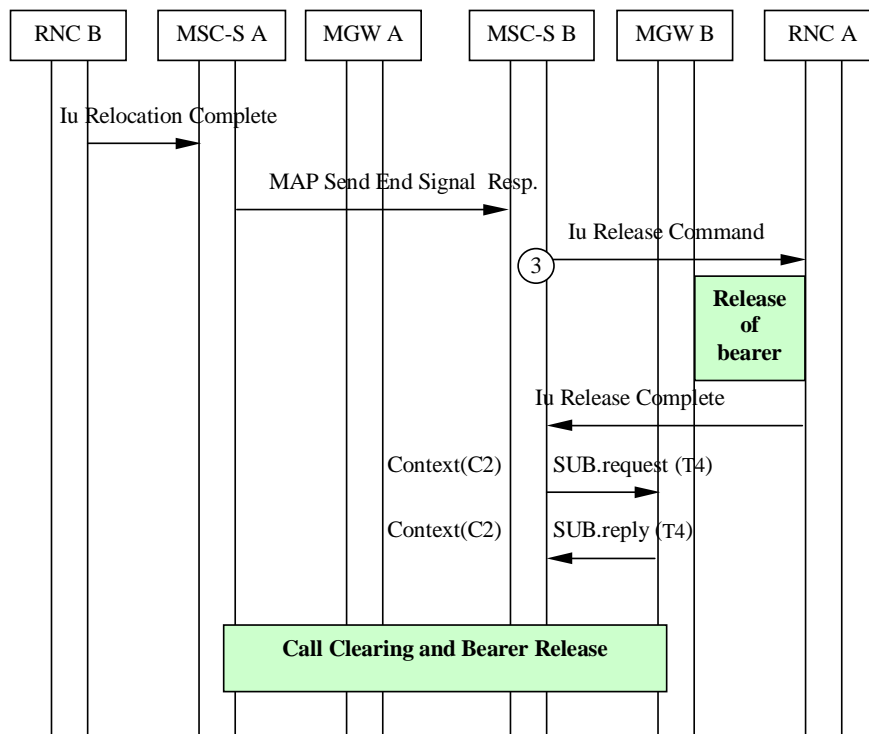 RNC B MSC-S A MGW A MSC-S B MGW B RNC A
Iu Relocation Complete
MAP Send End Signal Resp.
Iu Release Command
3
Release
of
bearer
Iu Release Complete
Context(C2) SUB.request (T4)
Context(C2) SUB.reply (T4)
Call Clearing and Bearer Release